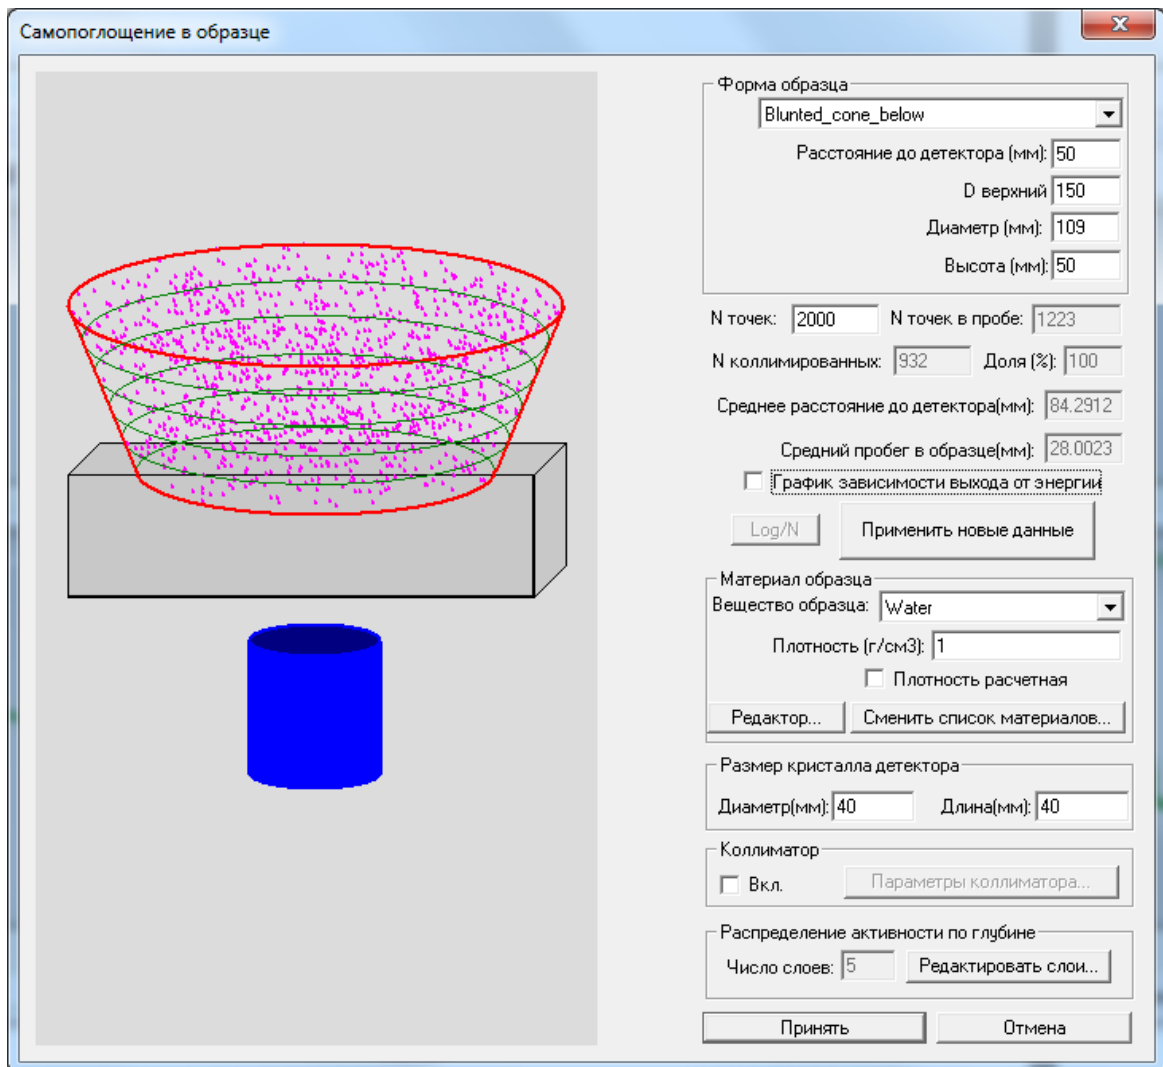 Самопоглощение в образце
Форма образца
Blunted_cone_below
Расстояние до детектора (мм): 50
D верхний 150
Диаметр (мм): 109
Высота (мм): 50
N точек: 2000 N точек в пробе: 1223
N коллимированных: 932 Доля (%): 100
Среднее расстояние до детектора(мм): 84.2912
Средний пробег в образце(мм): 28.0023
График зависимости выхода от энергии
Log/N Применить новые данные
Материал образца
Вещество образца: Water
Плотность (г/см3): 1
Плотность расчетная
Редактор... Сменить список материалов...
Размер кристалла детектора
Диаметр(мм): 40 Длина(мм): 40
Коллиматор
Вкл. Параметры коллиматора...
Распределение активности по глубине
Число слоев: 5 Редактировать слои...
Принять Отмена